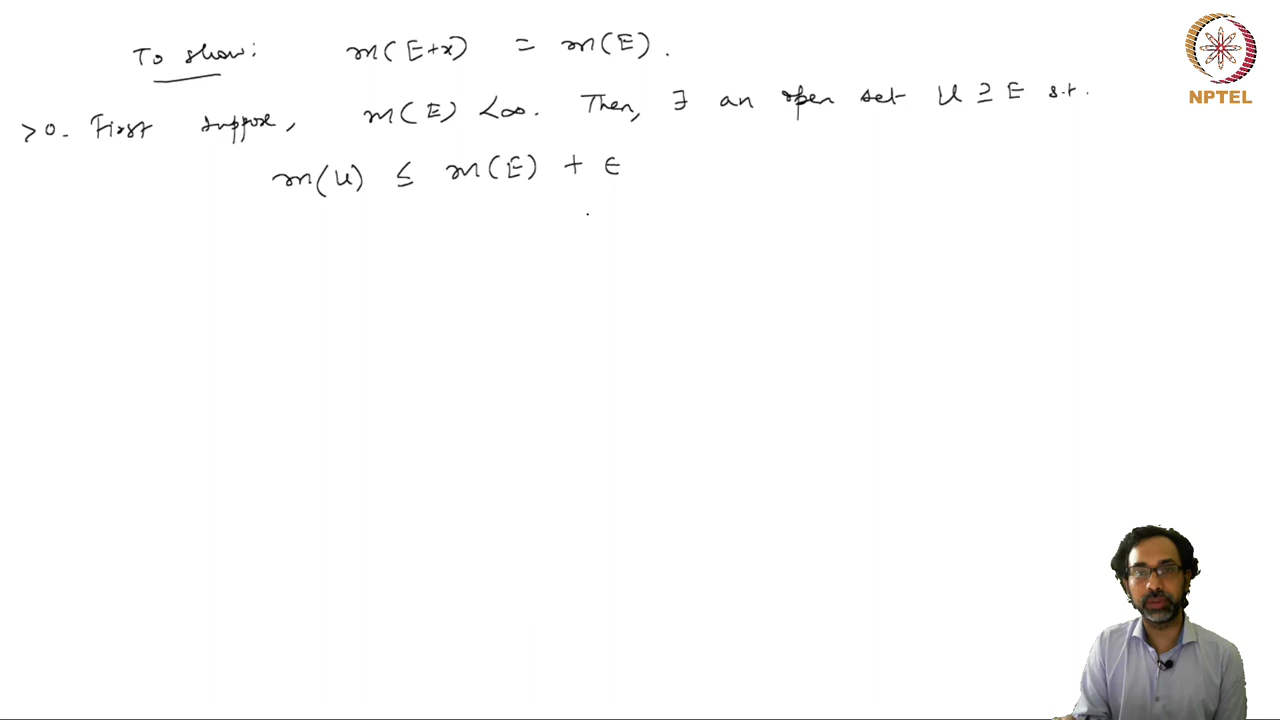 To show: m(E+x) = m(E).
>0. First suppose, m(E) <∞. Then, ∃ an open set U ⊇ E s.t.
m(U) ≤ m(E) + ϵ
NPTEL